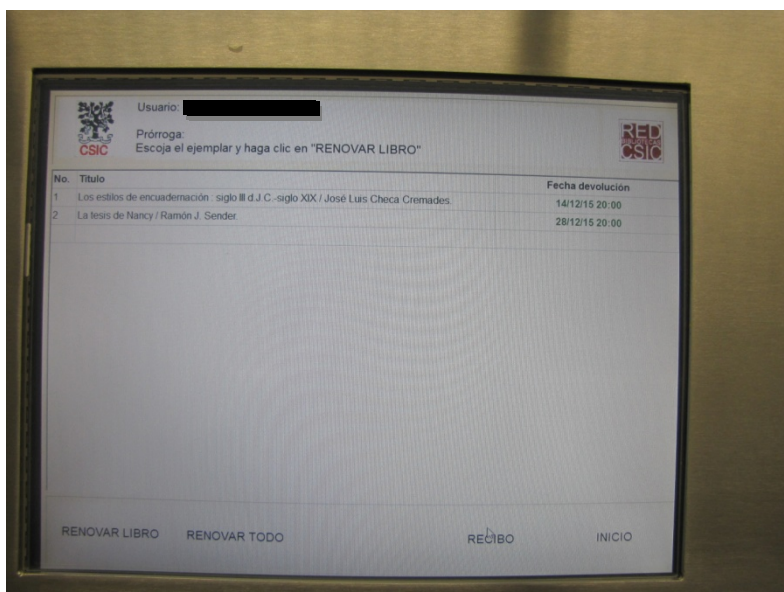 Usuario:
Prórroga:
Escoja el ejemplar y haga clic en "RENOVAR LIBRO"
CSIC
RED
BIBLIOTECAS
CSIC
No. Titulo Fecha devolución
1 Los estilos de encuadernación : siglo III d.J.C.-siglo XIX / José Luis Checa Cremades. 14/12/15 20:00
2 La tesis de Nancy / Ramón J. Sender. 28/12/15 20:00
RENOVAR LIBRO RENOVAR TODO RECIBO INICIO